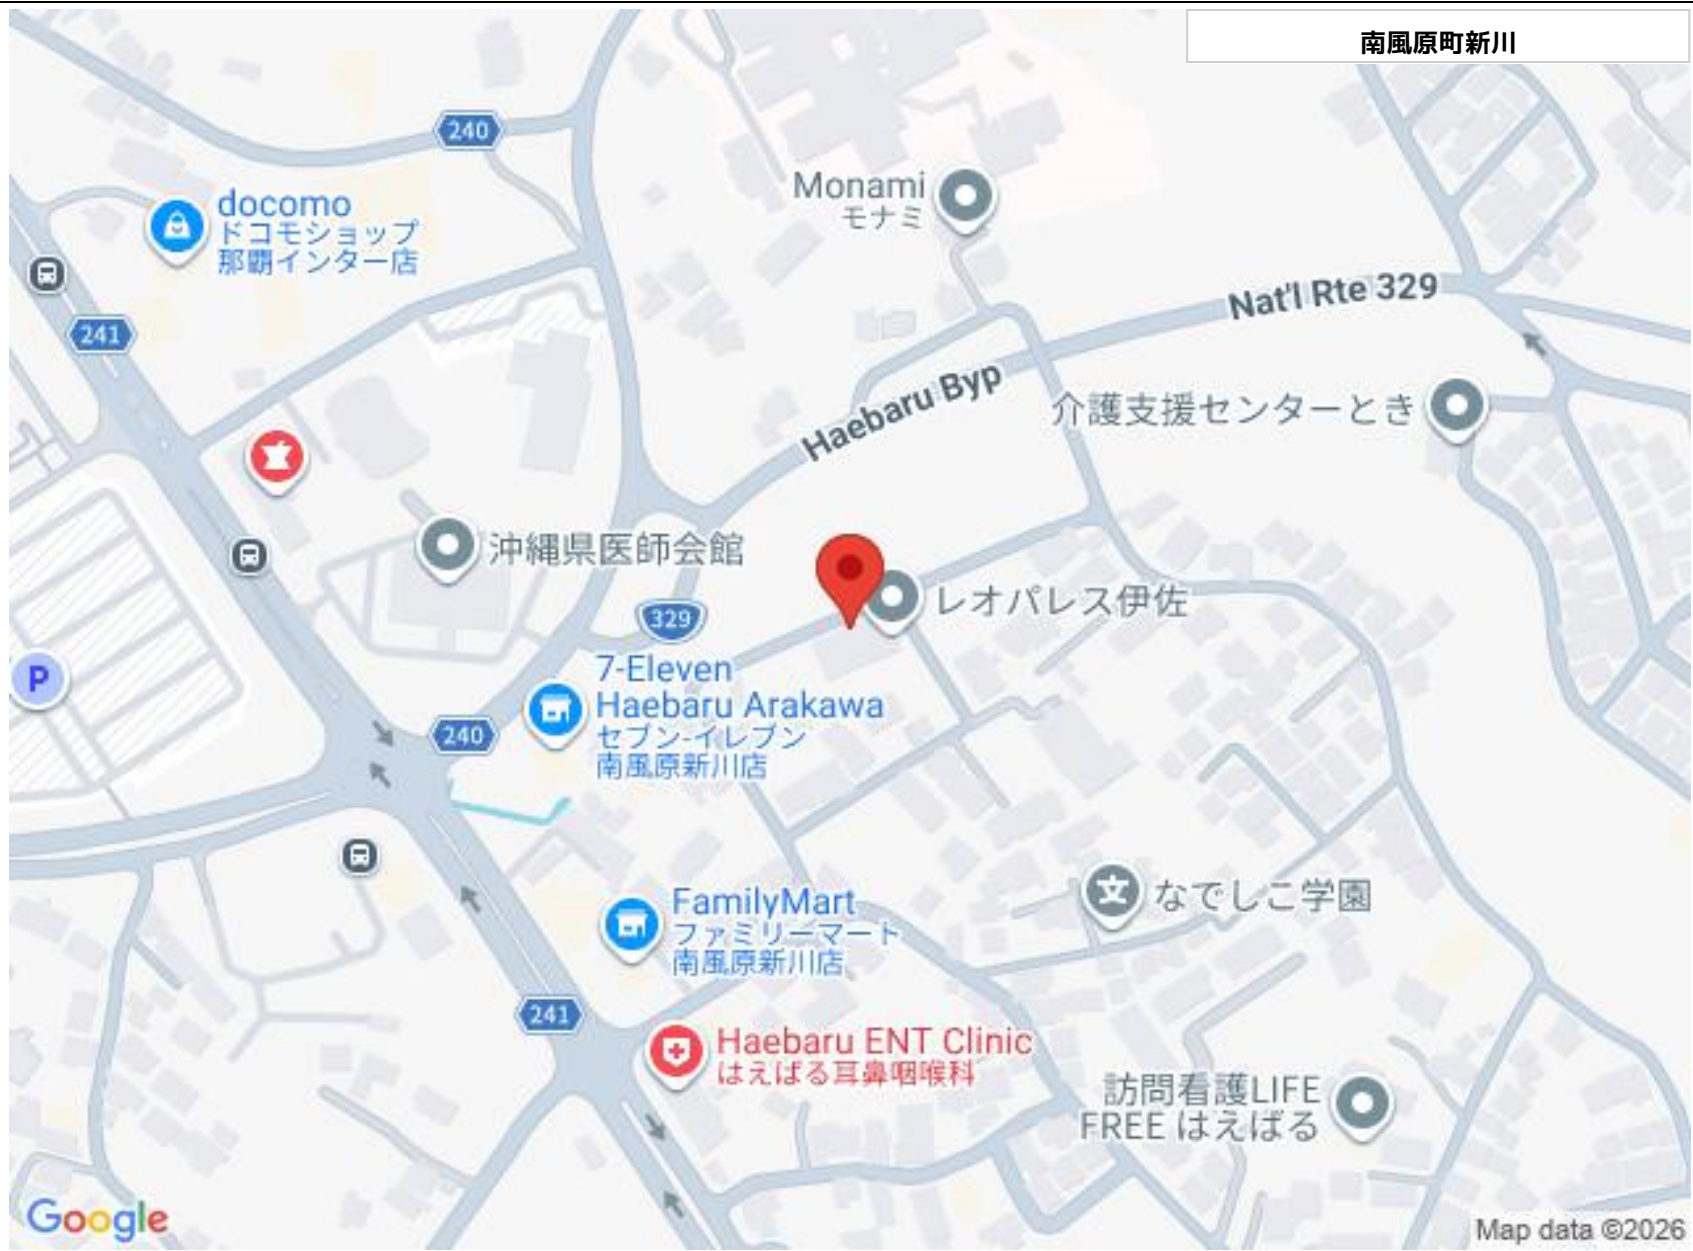 南風原町新川
240
docomo
ドコモショップ
那覇インター店
Monami
モナミ
241
Nat'l Rte 329
Haebaru Byp
介護支援センターとき
沖縄県医師会館
329
レオパレス伊佐
P
7-Eleven
Haebaru Arakawa
セブン-イレブン
南風原新川店
240
文
なでしこ学園
FamilyMart
ファミリーマート
南風原新川店
241
Haebaru ENT Clinic
はえばる耳鼻咽喉科
訪問看護LIFE
FREE はえばる
Google
Map data ©2026